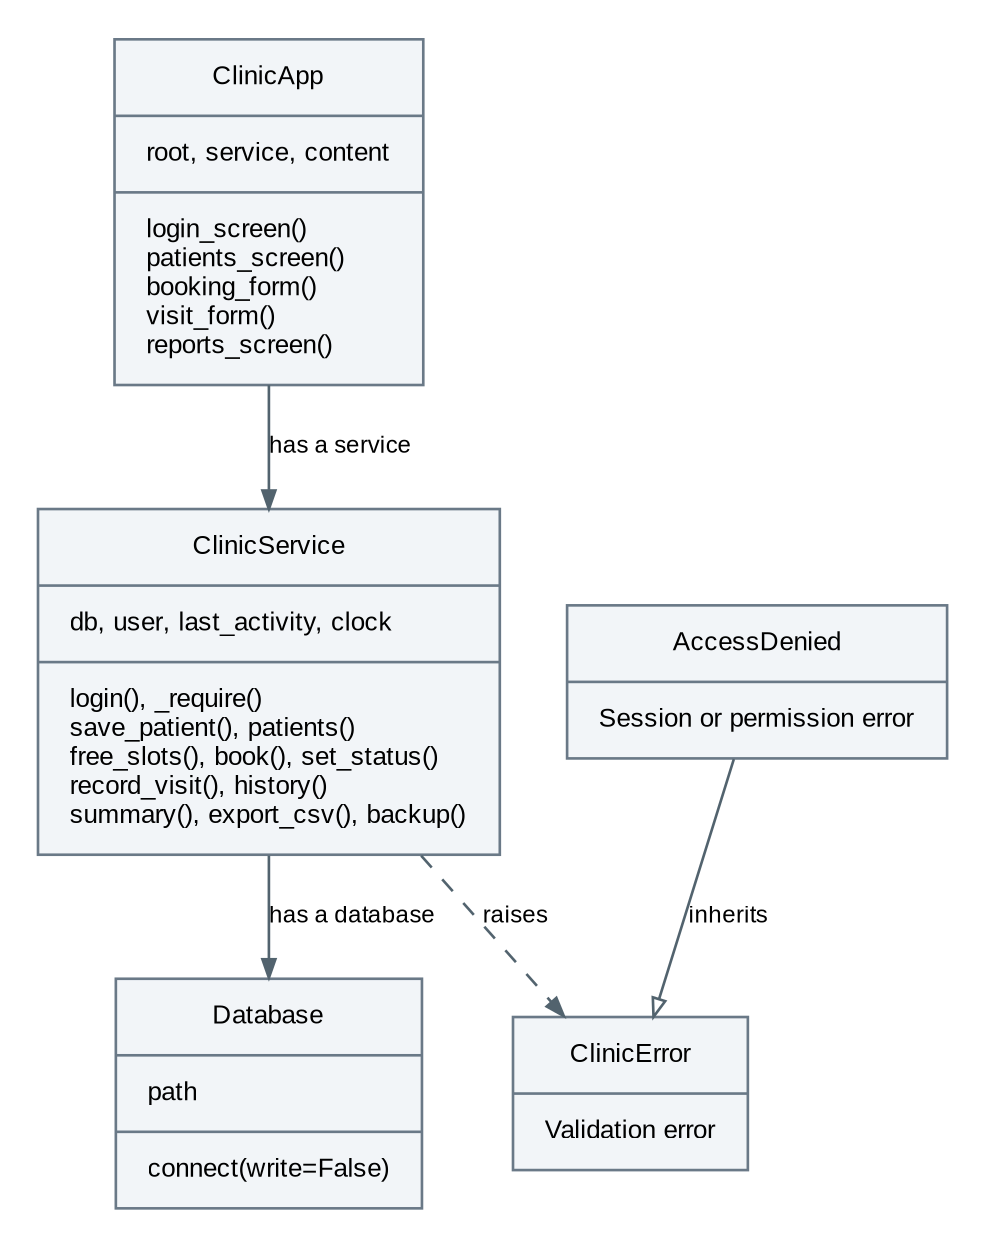 ClinicApp
root, service, content
login_screen()
patients_screen()
booking_form()
visit_form()
reports_screen()
has a service
ClinicService
db, user, last_activity, clock
login(), _require()
save_patient(), patients()
free_slots(), book(), set_status()
record_visit(), history()
summary(), export_csv(), backup()
AccessDenied
Session or permission error
has a database
raises
inherits
Database
path
connect(write=False)
ClinicError
Validation error